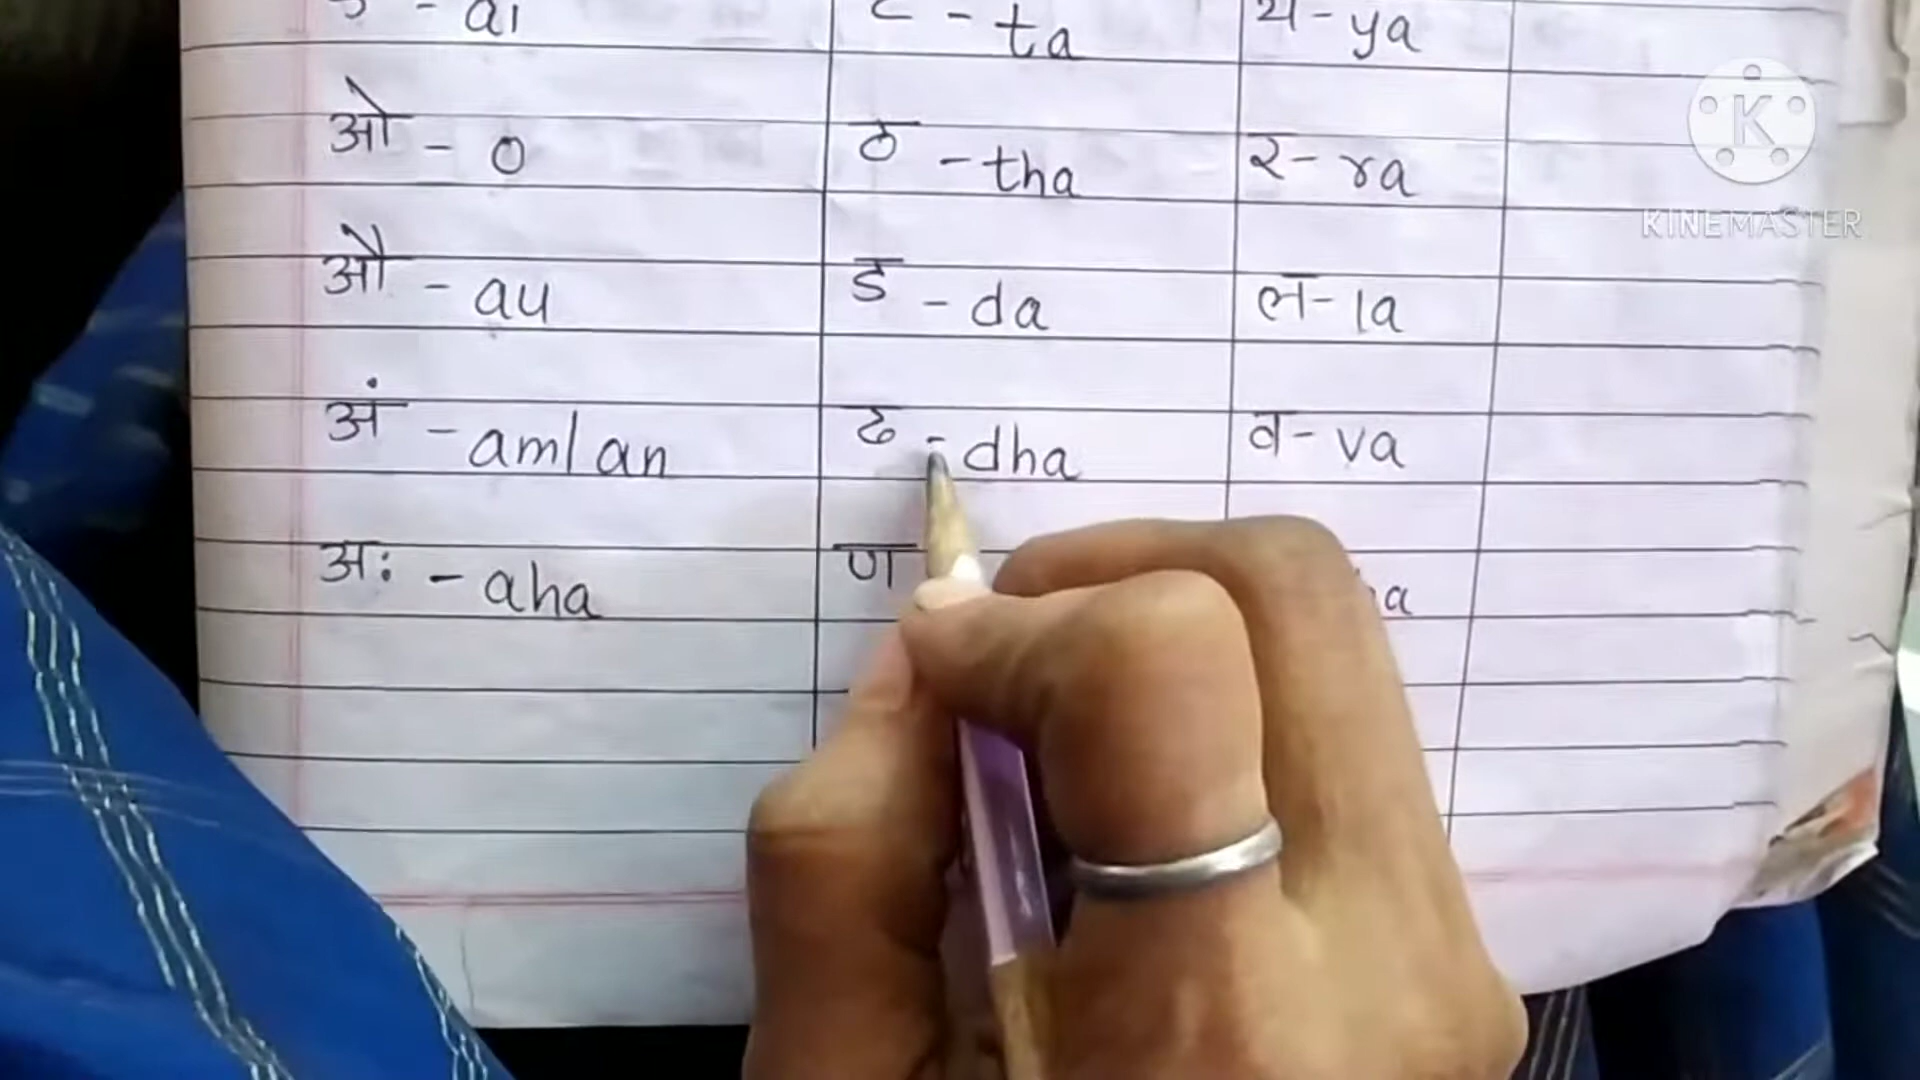 - ai ट - ta य - ya
ओ - o ठ - tha र - ra
औ - au ड - da ल - la
अं - am/an ढ - dha व - va
अः - aha ण a
K
KINEMASTER